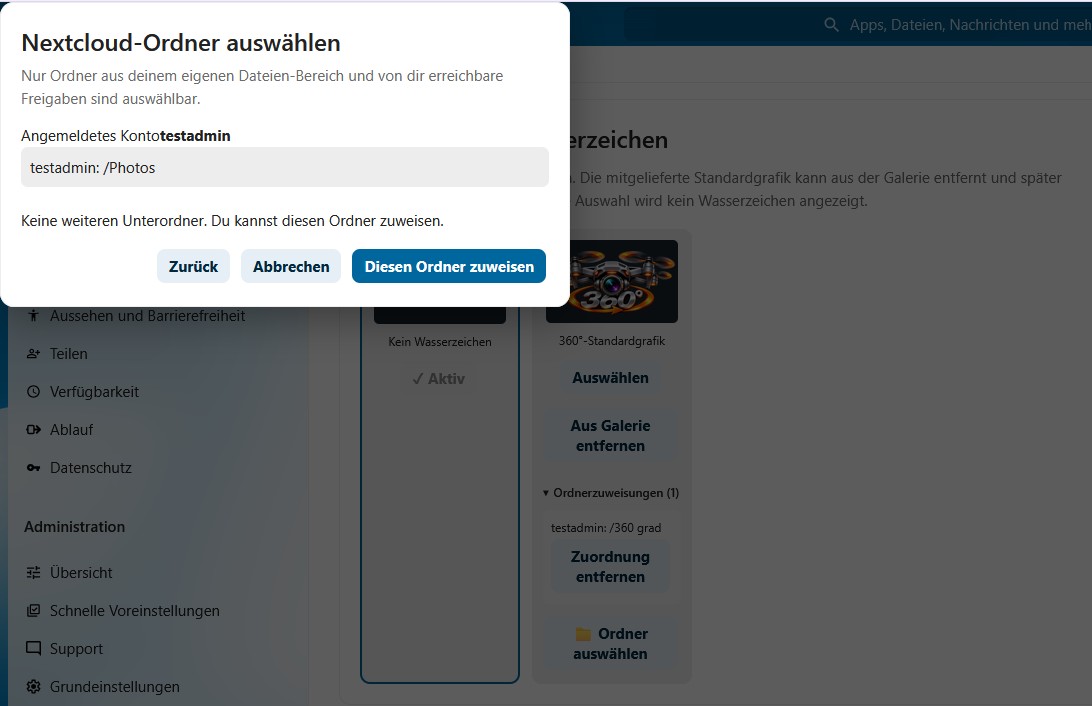 Nextcloud-Ordner auswählen
Nur Ordner aus deinem eigenen Dateien-Bereich und von dir erreichbare
Freigaben sind auswählbar.
Angemeldetes Kontotestadmin
testadmin: /Photos
Keine weiteren Unterordner. Du kannst diesen Ordner zuweisen.
Zurück
Abbrechen
Diesen Ordner zuweisen
Apps, Dateien, Nachrichten und meh
erzeichen
. Die mitgelieferte Standardgrafik kann aus der Galerie entfernt und später
Auswahl wird kein Wasserzeichen angezeigt.
Aussehen und Barrierefreiheit
Teilen
Verfügbarkeit
Ablauf
Datenschutz
Administration
Übersicht
Schnelle Voreinstellungen
Support
Grundeinstellungen
Kein Wasserzeichen
✓ Aktiv
360°
360°-Standardgrafik
Auswählen
Aus Galerie
entfernen
▾ Ordnerzuweisungen (1)
testadmin: /360 grad
Zuordnung
entfernen
Ordner
auswählen